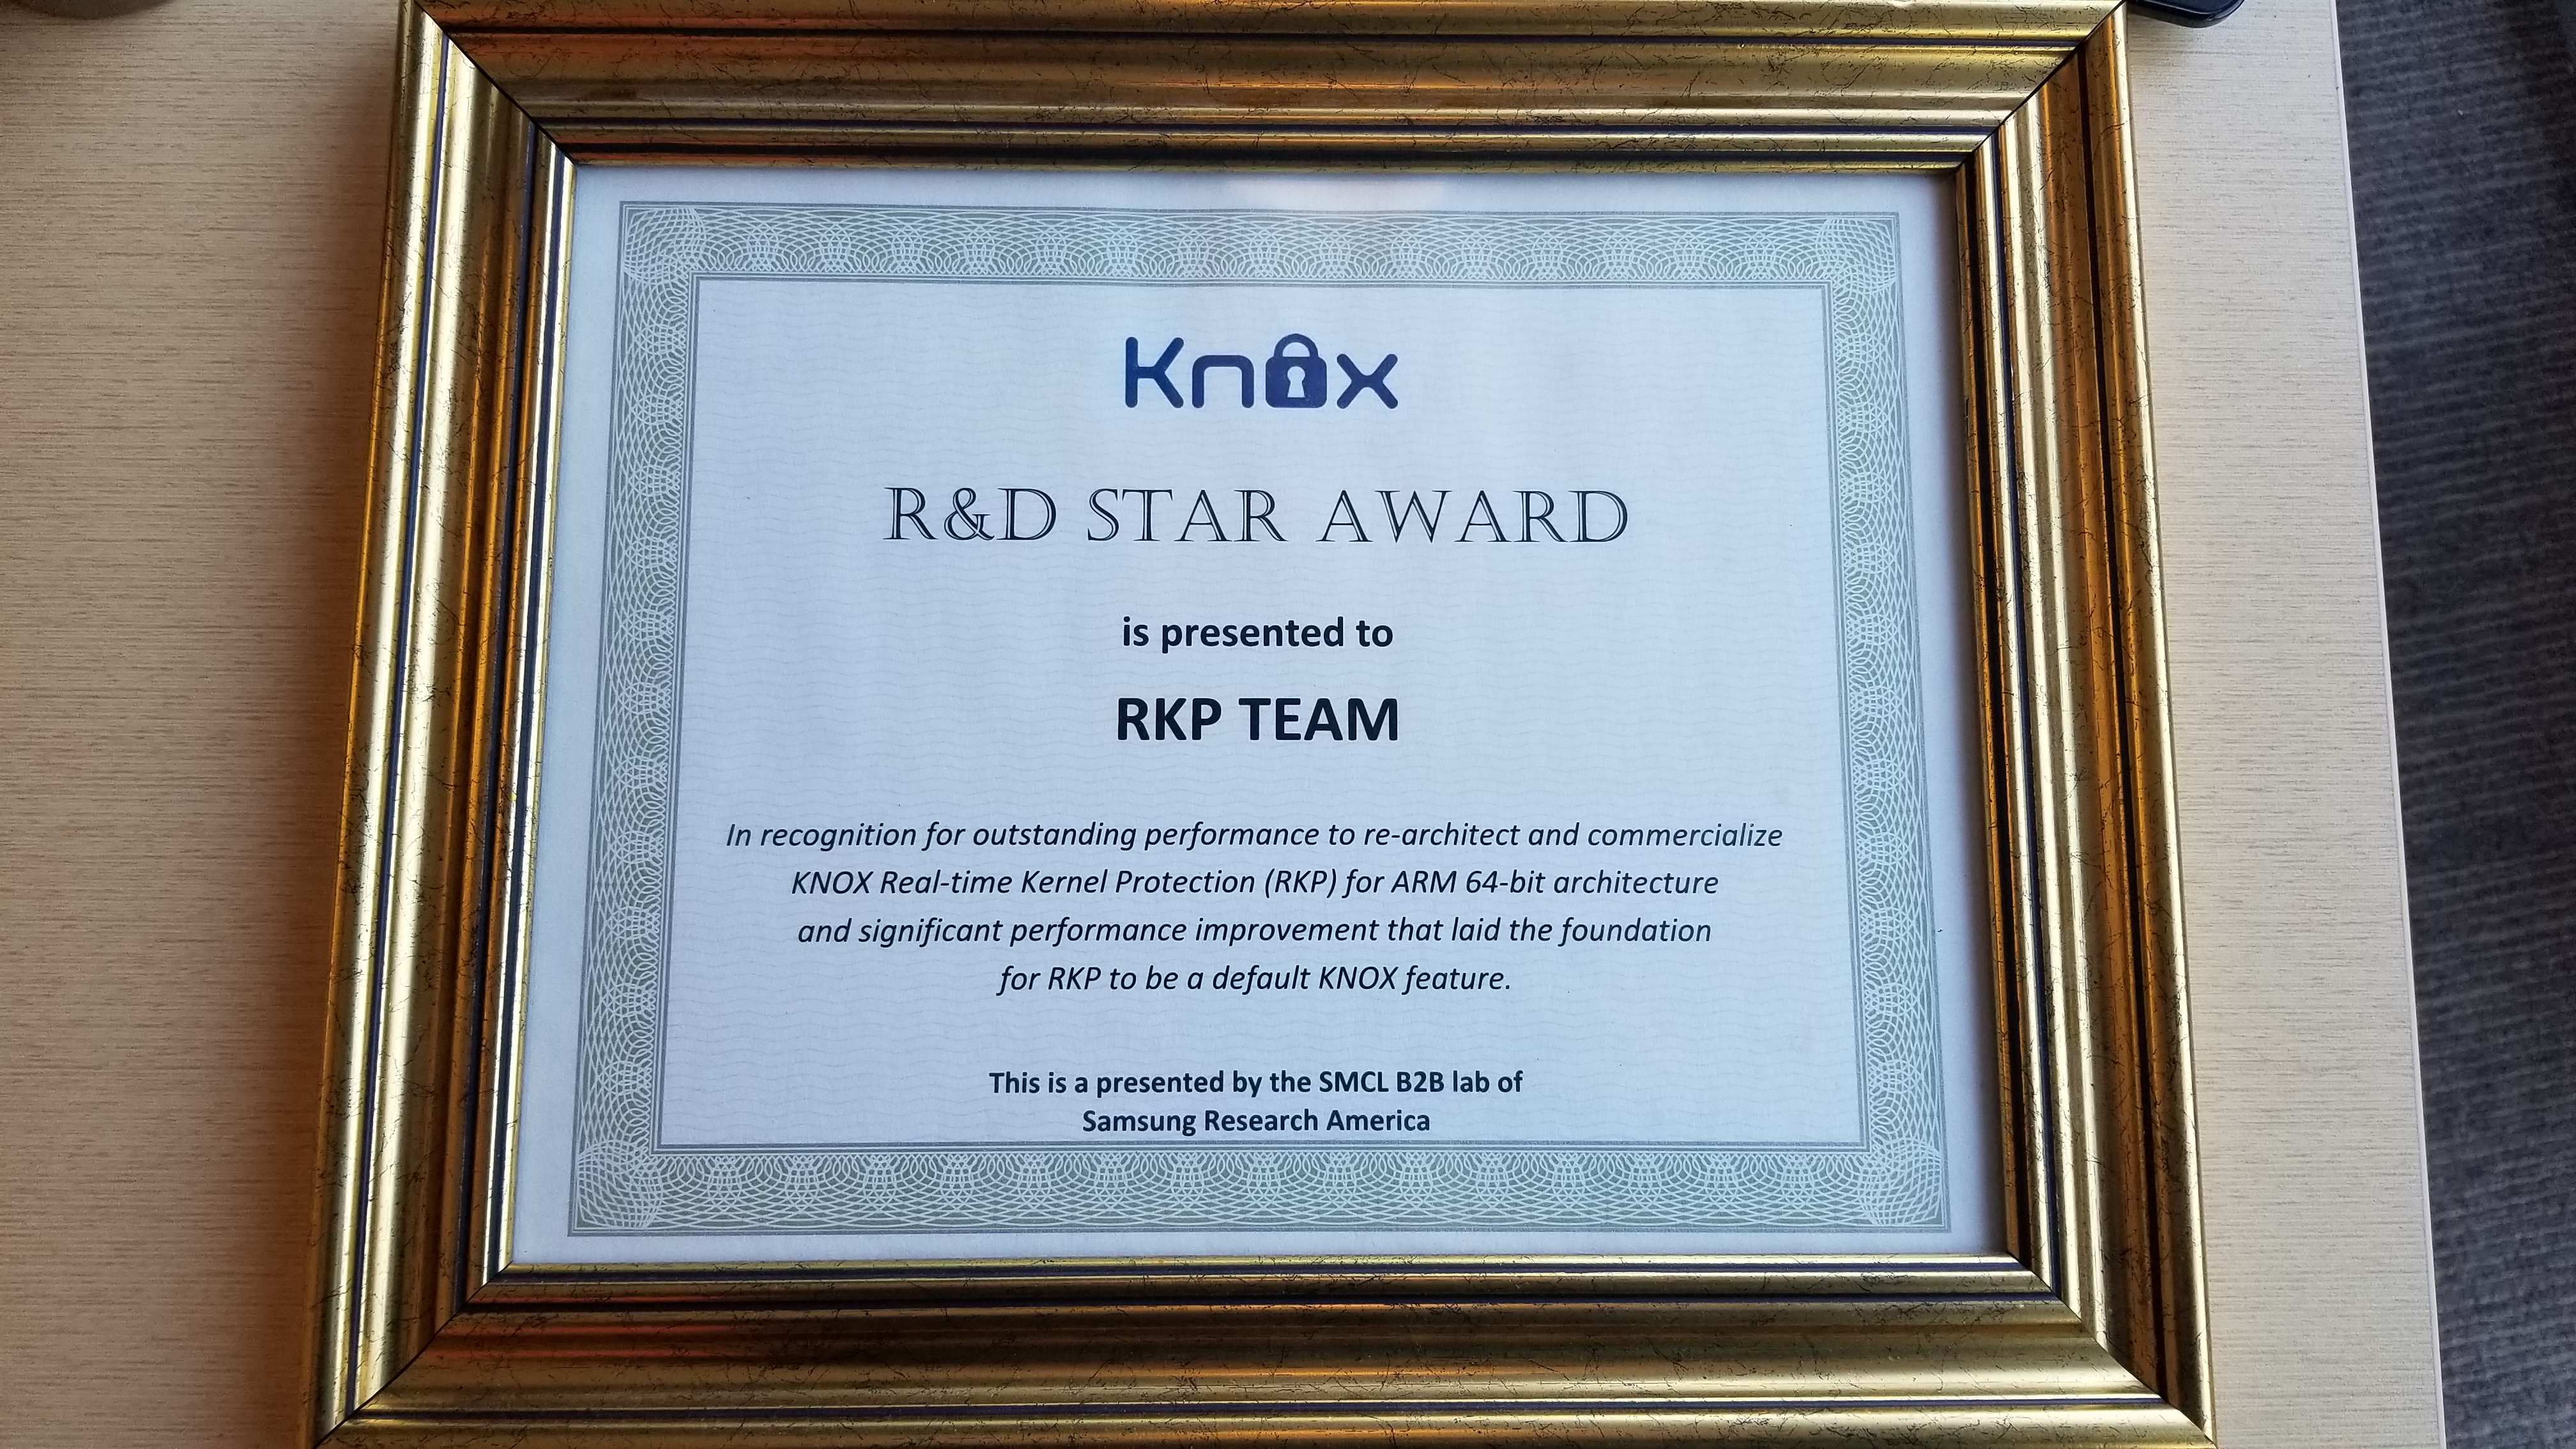 Knox
R&D STAR AWARD
is presented to
RKP TEAM
In recognition for outstanding performance to re-architect and commercialize
KNOX Real-time Kernel Protection (RKP) for ARM 64-bit architecture
and significant performance improvement that laid the foundation
for RKP to be a default KNOX feature.
This is a presented by the SMCL B2B lab of
Samsung Research America